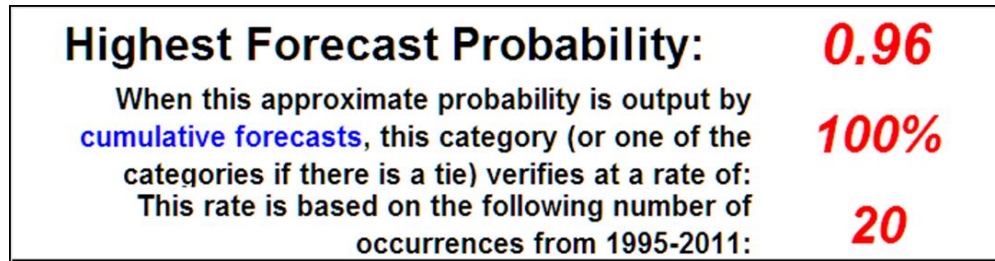 Highest Forecast Probability: 0.96
When this approximate probability is output by
cumulative forecasts, this category (or one of the 100%
categories if there is a tie) verifies at a rate of:
This rate is based on the following number of
occurrences from 1995-2011: 20